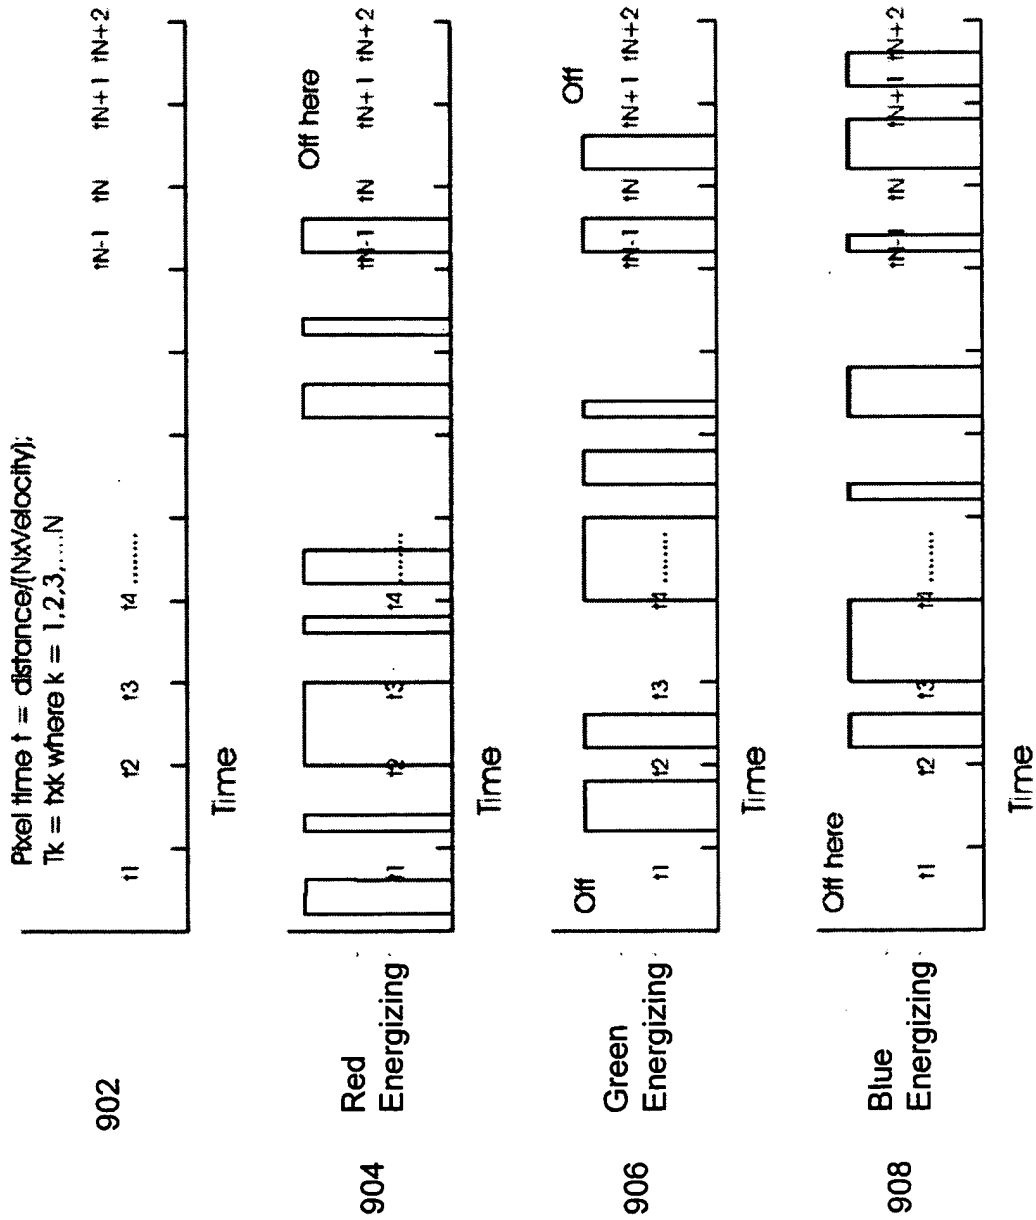 Pixel time t = distance/(NxVelocity);
Tk = txk where k = 1,2,3,....N
902
t1 t2 t3 t4 ........ tN-1 tN tN+1 tN+2
Time
904
Red
Energizing
Off here
t1 t2 t3 t4 ........ tN-1 tN tN+1 tN+2
Time
906
Green
Energizing
Off
Off
t1 t2 t3 t4 ........ tN-1 tN tN+1 tN+2
Time
908
Blue
Energizing
Off here
t1 t2 t3 t4 ........ tN-1 tN tN+1 tN+2
Time